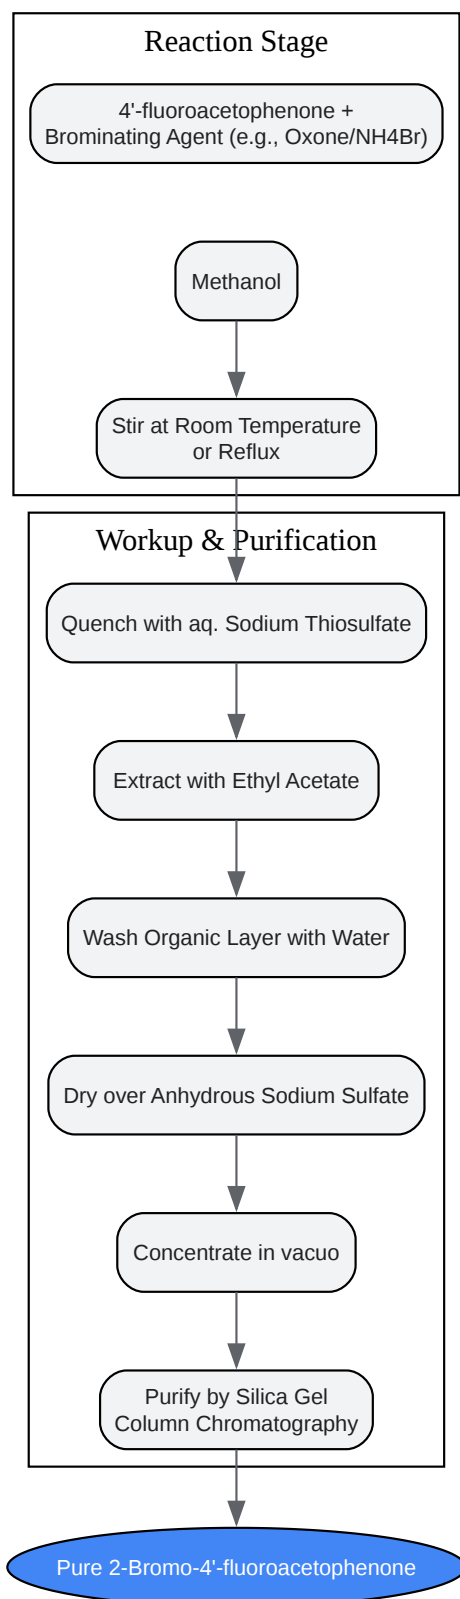 Reaction Stage
4'-fluoroacetophenone +
Brominating Agent (e.g., Oxone/NH4Br)
Methanol
Stir at Room Temperature
or Reflux
Workup & Purification
Quench with aq. Sodium Thiosulfate
Extract with Ethyl Acetate
Wash Organic Layer with Water
Dry over Anhydrous Sodium Sulfate
Concentrate in vacuo
Purify by Silica Gel
Column Chromatography
Pure 2-Bromo-4'-fluoroacetophenone